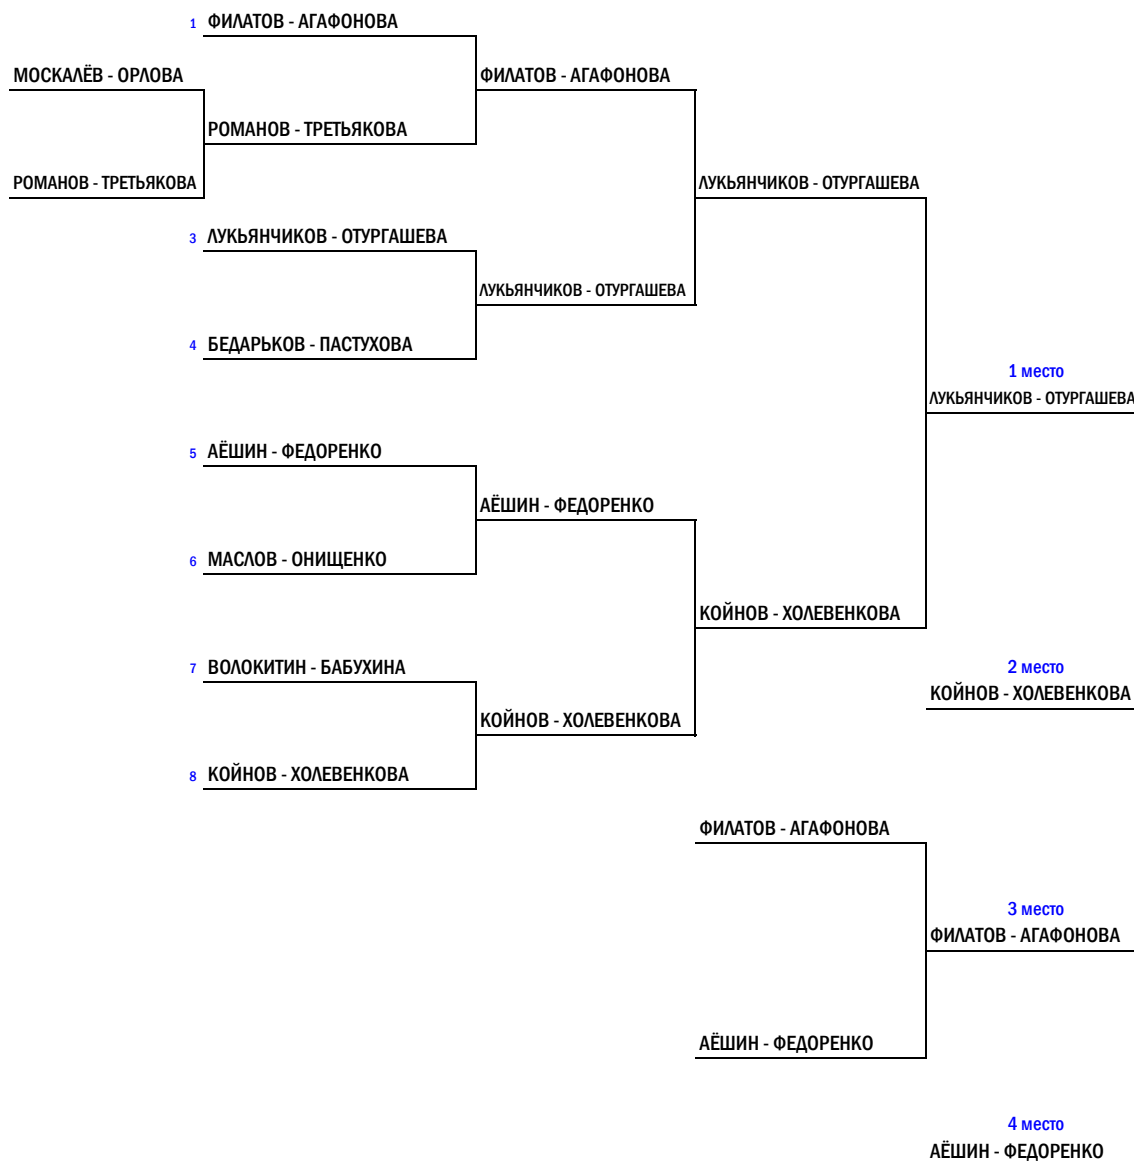 1 ФИЛАТОВ - АГАФОНОВА
МОСКАЛЁВ - ОРЛОВА
ФИЛАТОВ - АГАФОНОВА
РОМАНОВ - ТРЕТЬЯКОВА
РОМАНОВ - ТРЕТЬЯКОВА
ЛУКЬЯНЧИКОВ - ОТУРГАШЕВА
3 ЛУКЬЯНЧИКОВ - ОТУРГАШЕВА
ЛУКЬЯНЧИКОВ - ОТУРГАШЕВА
4 БЕДАРЬКОВ - ПАСТУХОВА
1 место
ЛУКЬЯНЧИКОВ - ОТУРГАШЕВА
5 АЁШИН - ФЕДОРЕНКО
АЁШИН - ФЕДОРЕНКО
6 МАСЛОВ - ОНИЩЕНКО
КОЙНОВ - ХОЛЕВЕНКОВА
7 ВОЛОКИТИН - БАБУХИНА
2 место
КОЙНОВ - ХОЛЕВЕНКОВА
КОЙНОВ - ХОЛЕВЕНКОВА
8 КОЙНОВ - ХОЛЕВЕНКОВА
ФИЛАТОВ - АГАФОНОВА
3 место
ФИЛАТОВ - АГАФОНОВА
АЁШИН - ФЕДОРЕНКО
4 место
АЁШИН - ФЕДОРЕНКО